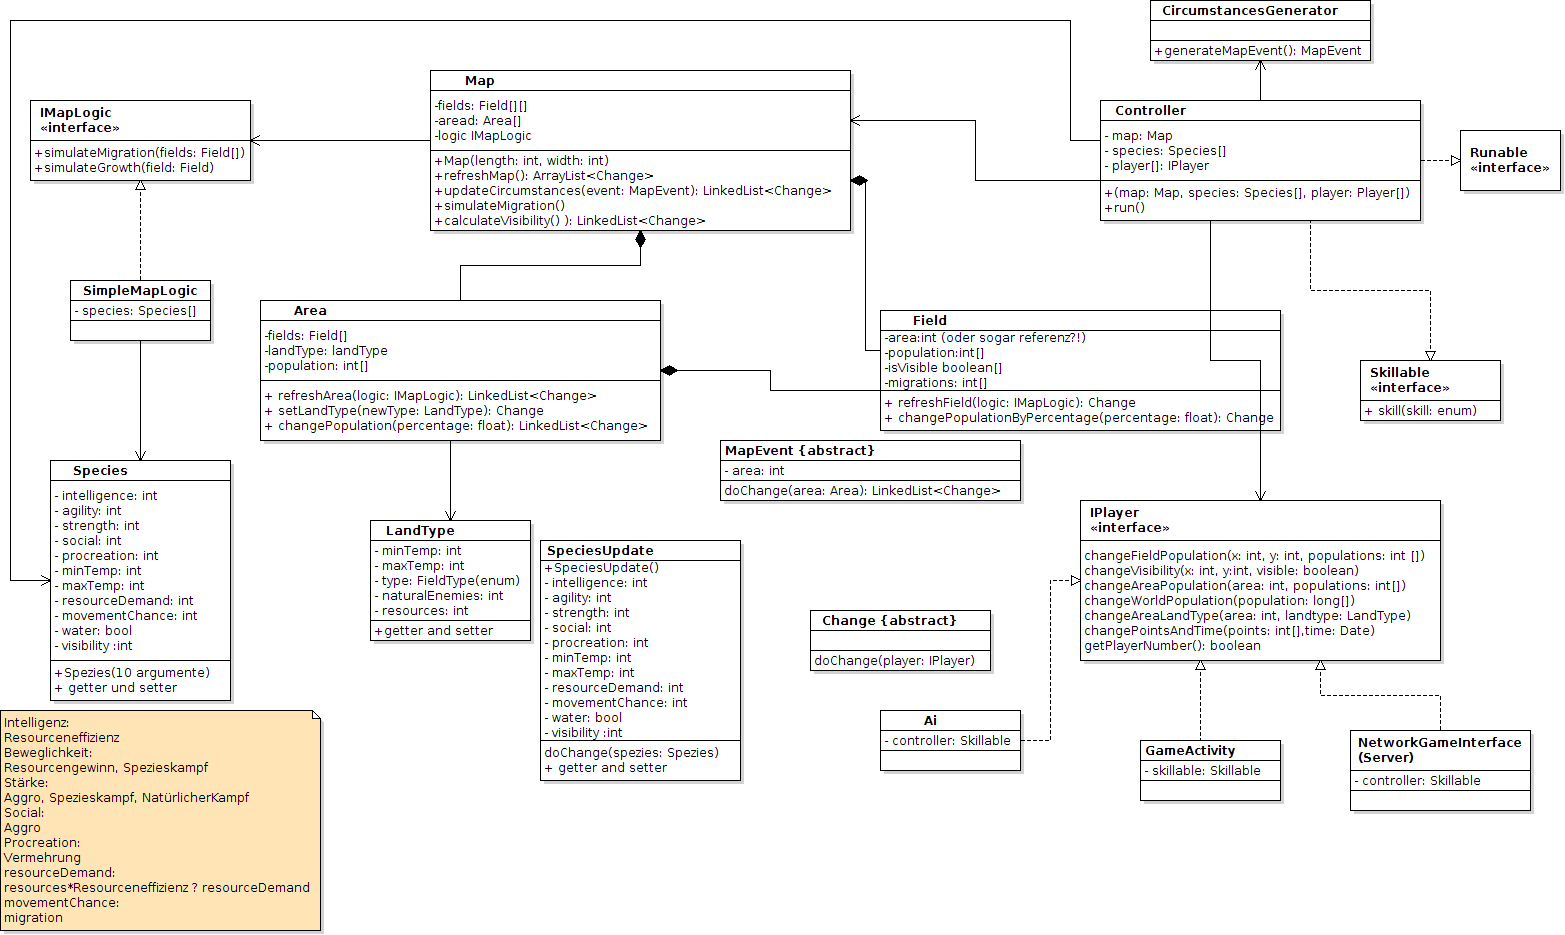 CircumstancesGenerator
+generateMapEvent(): MapEvent
Map
-fields: Field[][]
-aread: Area[]
-logic IMapLogic
+Map(length: int, width: int)
+refreshMap(): ArrayList<Change>
+updateCircumstances(event: MapEvent): LinkedList<Change>
+simulateMigration()
+calculateVisibility() ): LinkedList<Change>
IMapLogic
«interface»
+simulateMigration(fields: Field[])
+simulateGrowth(field: Field)
Controller
- map: Map
- species: Species[]
- player[]: IPlayer
+(map: Map, species: Species[], player: Player[])
+run()
Runable
«interface»
SimpleMapLogic
- species: Species[]
Area
-fields: Field[]
-landType: landType
-population: int[]
+ refreshArea(logic: IMapLogic): LinkedList<Change>
+ setLandType(newType: LandType): Change
+ changePopulation(percentage: float): LinkedList<Change>
Field
-area:int (oder sogar referenz?!)
-population:int[]
-isVisible boolean[]
-migrations: int[]
+ refreshField(logic: IMapLogic): Change
+ changePopulationByPercentage(percentage: float): Change
Skillable
«interface»
+ skill(skill: enum)
MapEvent {abstract}
- area: int
doChange(area: Area): LinkedList<Change>
Species
- intelligence: int
- agility: int
- strength: int
- social: int
- procreation: int
- minTemp: int
- maxTemp: int
- resourceDemand: int
- movementChance: int
- water: bool
- visibility :int
+Spezies(10 argumente)
+ getter und setter
LandType
- minTemp: int
- maxTemp: int
- type: FieldType(enum)
- naturalEnemies: int
- resources: int
+getter and setter
SpeciesUpdate
+SpeciesUpdate()
- intelligence: int
- agility: int
- strength: int
- social: int
- procreation: int
- minTemp: int
- maxTemp: int
- resourceDemand: int
- movementChance: int
- water: bool
- visibility :int
doChange(spezies: Spezies)
+ getter and setter
IPlayer
«interface»
changeFieldPopulation(x: int, y: int, populations: int [])
changeVisibility(x: int, y:int, visible: boolean)
changeAreaPopulation(area: int, populations: int[])
changeWorldPopulation(population: long[])
changeAreaLandType(area: int, landtype: LandType)
changePointsAndTime(points: int[],time: Date)
getPlayerNumber(): boolean
Change {abstract}
doChange(player: IPlayer)
Ai
- controller: Skillable
GameActivity
- skillable: Skillable
NetworkGameInterface
(Server)
- controller: Skillable
Intelligenz:
Resourceneffizienz
Beweglichkeit:
Resourcengewinn, Spezieskampf
Stärke:
Aggro, Spezieskampf, NatürlicherKampf
Social:
Aggro
Procreation:
Vermehrung
resourceDemand:
resources*Resourceneffizienz ? resourceDemand
movementChance:
migration